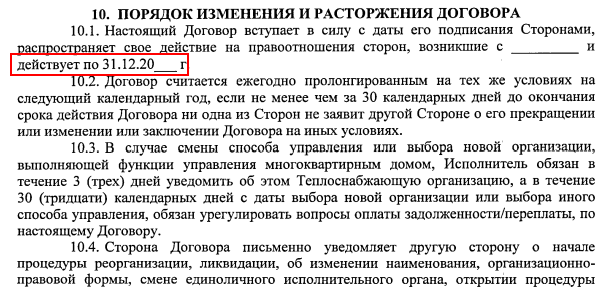 10. ПОРЯДОК ИЗМЕНЕНИЯ И РАСТОРЖЕНИЯ ДОГОВОРА
10.1. Настоящий Договор вступает в силу с даты его подписания Сторонами,
распространяет свое действие на правоотношения сторон, возникшие с _________ и
действует по 31.12.20___ г
10.2. Договор считается ежегодно пролонгированным на тех же условиях на
следующий календарный год, если не менее чем за 30 календарных дней до окончания
срока действия Договора ни одна из Сторон не заявит другой Стороне о его прекращении
или изменении или заключении Договора на иных условиях.
10.3. В случае смены способа управления или выбора новой организации,
выполняющей функции управления многоквартирным домом, Исполнитель обязан в
течение 3 (трех) дней уведомить об этом Теплоснабжающую организацию, а в течение
30 (тридцати) календарных дней с даты выбора новой организации или выбора иного
способа управления, обязан урегулировать вопросы оплаты задолженности/переплаты, по
настоящему Договору.
10.4. Сторона Договора письменно уведомляет другую сторону о начале
процедуры реорганизации, ликвидации, об изменении наименования, организационно-
правовой формы, смене единоличного исполнительного органа, открытии процедуры